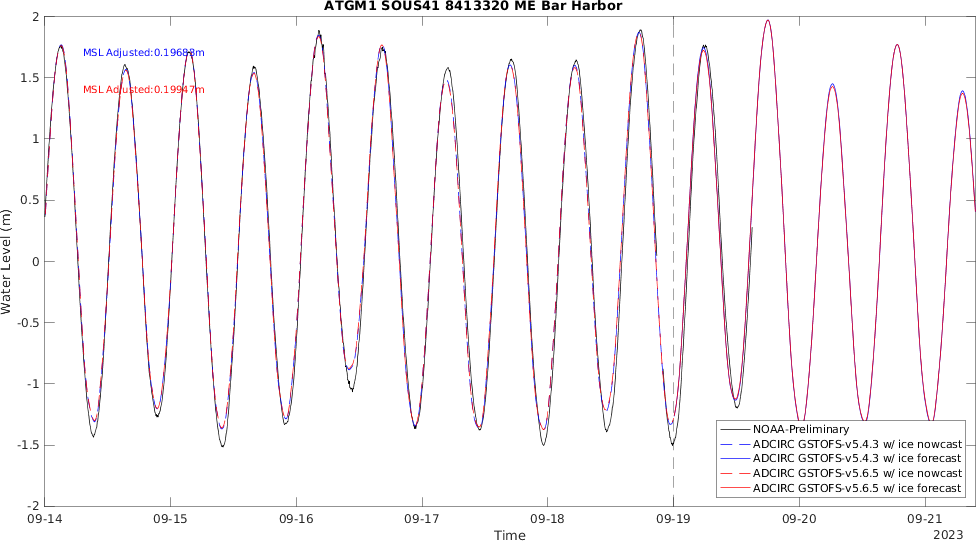 ATGM1 SOUS41 8413320 ME Bar Harbor
2
MSL Adjusted:0.19683m
1.5
MSL Adjusted:0.19947m
1
0.5
0
-0.5
-1
-1.5
-2
Water Level (m)
NOAA-Preliminary
ADCIRC GSTOFS-v5.4.3 w/ ice nowcast
ADCIRC GSTOFS-v5.4.3 w/ ice forecast
ADCIRC GSTOFS-v5.6.5 w/ ice nowcast
ADCIRC GSTOFS-v5.6.5 w/ ice forecast
09-14 09-15 09-16 09-17 09-18 09-19 09-20 09-21
Time
2023